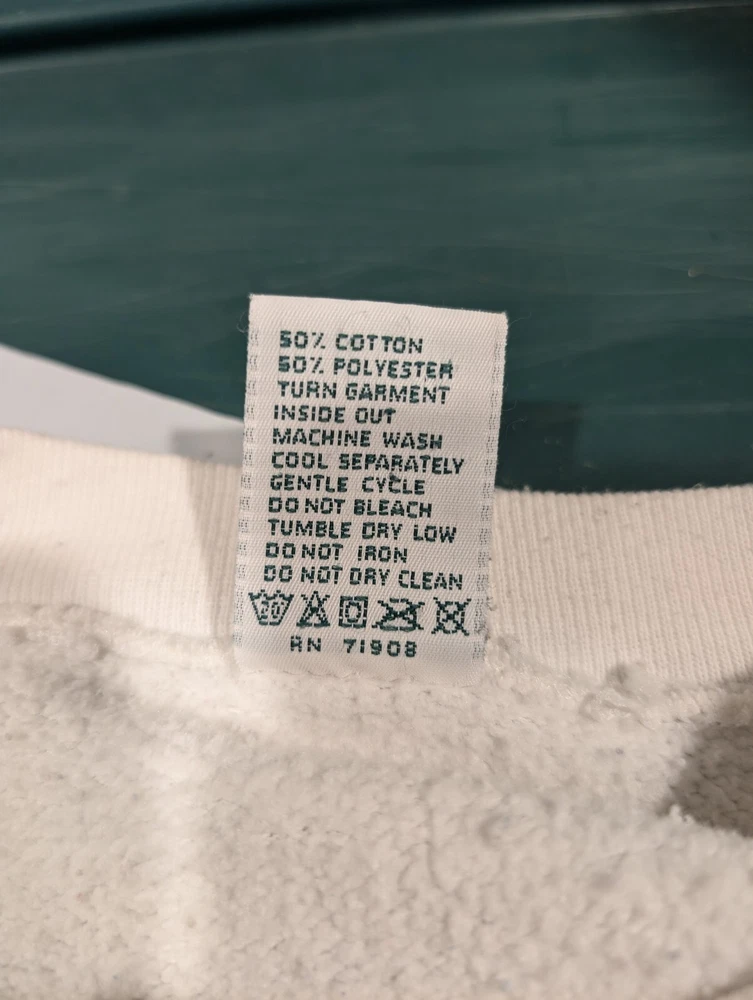 50% COTTON
50% POLYESTER
TURN GARMENT
INSIDE OUT
MACHINE WASH
COOL SEPARATELY
GENTLE CYCLE
DO NOT BLEACH
TUMBLE DRY LOW
DO NOT IRON
DO NOT DRY CLEAN
20
RN 71908